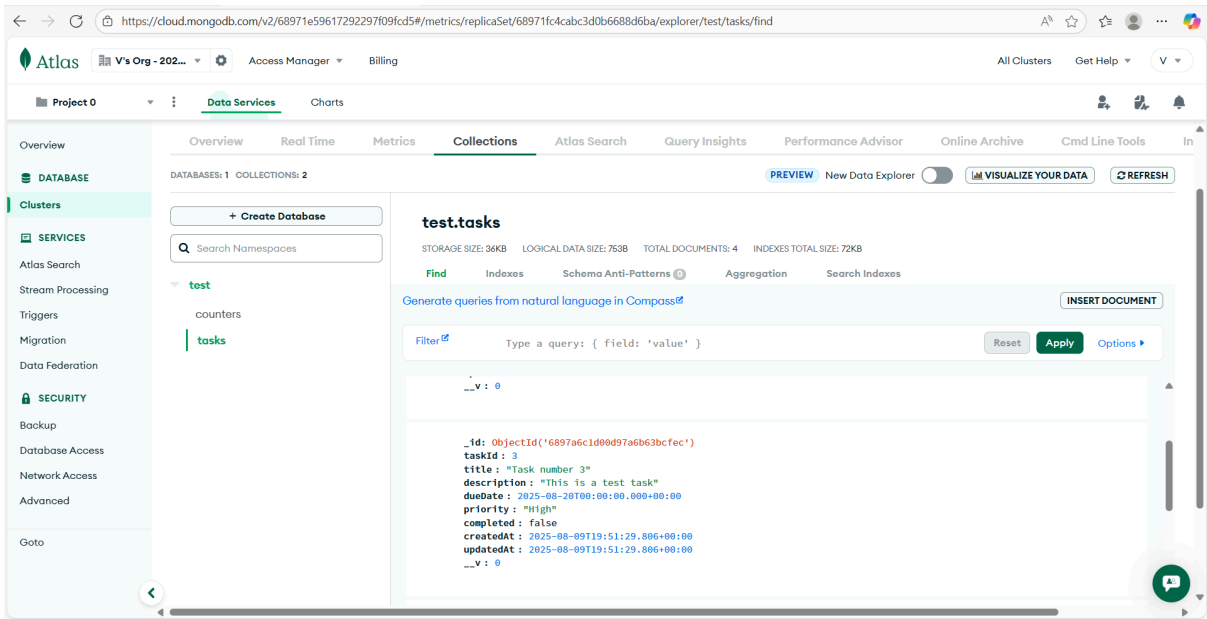 https://cloud.mongodb.com/v2/68971e59617292297f09fcd5#/metrics/replicaSet/68971fc4cabc3d0b6688d6ba/explorer/test/tasks/find
Atlas V's Org - 202... Access Manager Billing All Clusters Get Help V
Project 0 Data Services Charts
Overview
DATABASE
Clusters
SERVICES
Atlas Search
Stream Processing
Triggers
Migration
Data Federation
SECURITY
Backup
Database Access
Network Access
Advanced
Goto
Overview Real Time Metrics Collections Atlas Search Query Insights Performance Advisor Online Archive Cmd Line Tools In
DATABASES: 1 COLLECTIONS: 2 PREVIEW New Data Explorer VISUALIZE YOUR DATA REFRESH
+ Create Database
Search Namespaces
test
counters
tasks
test.tasks
STORAGE SIZE: 36KB LOGICAL DATA SIZE: 753B TOTAL DOCUMENTS: 4 INDEXES TOTAL SIZE: 72KB
Find Indexes Schema Anti-Patterns 0 Aggregation Search Indexes
Generate queries from natural language in Compass INSERT DOCUMENT
Filter Type a query: { field: 'value' } Reset Apply Options
__v : 0
_id: ObjectId('6897a6c1d00d97a6b63bcfec')
taskId : 3
title : "Task number 3"
description : "This is a test task"
dueDate : 2025-08-20T00:00:00.000+00:00
priority : "High"
completed : false
createdAt : 2025-08-09T19:51:29.806+00:00
updatedAt : 2025-08-09T19:51:29.806+00:00
__v : 0